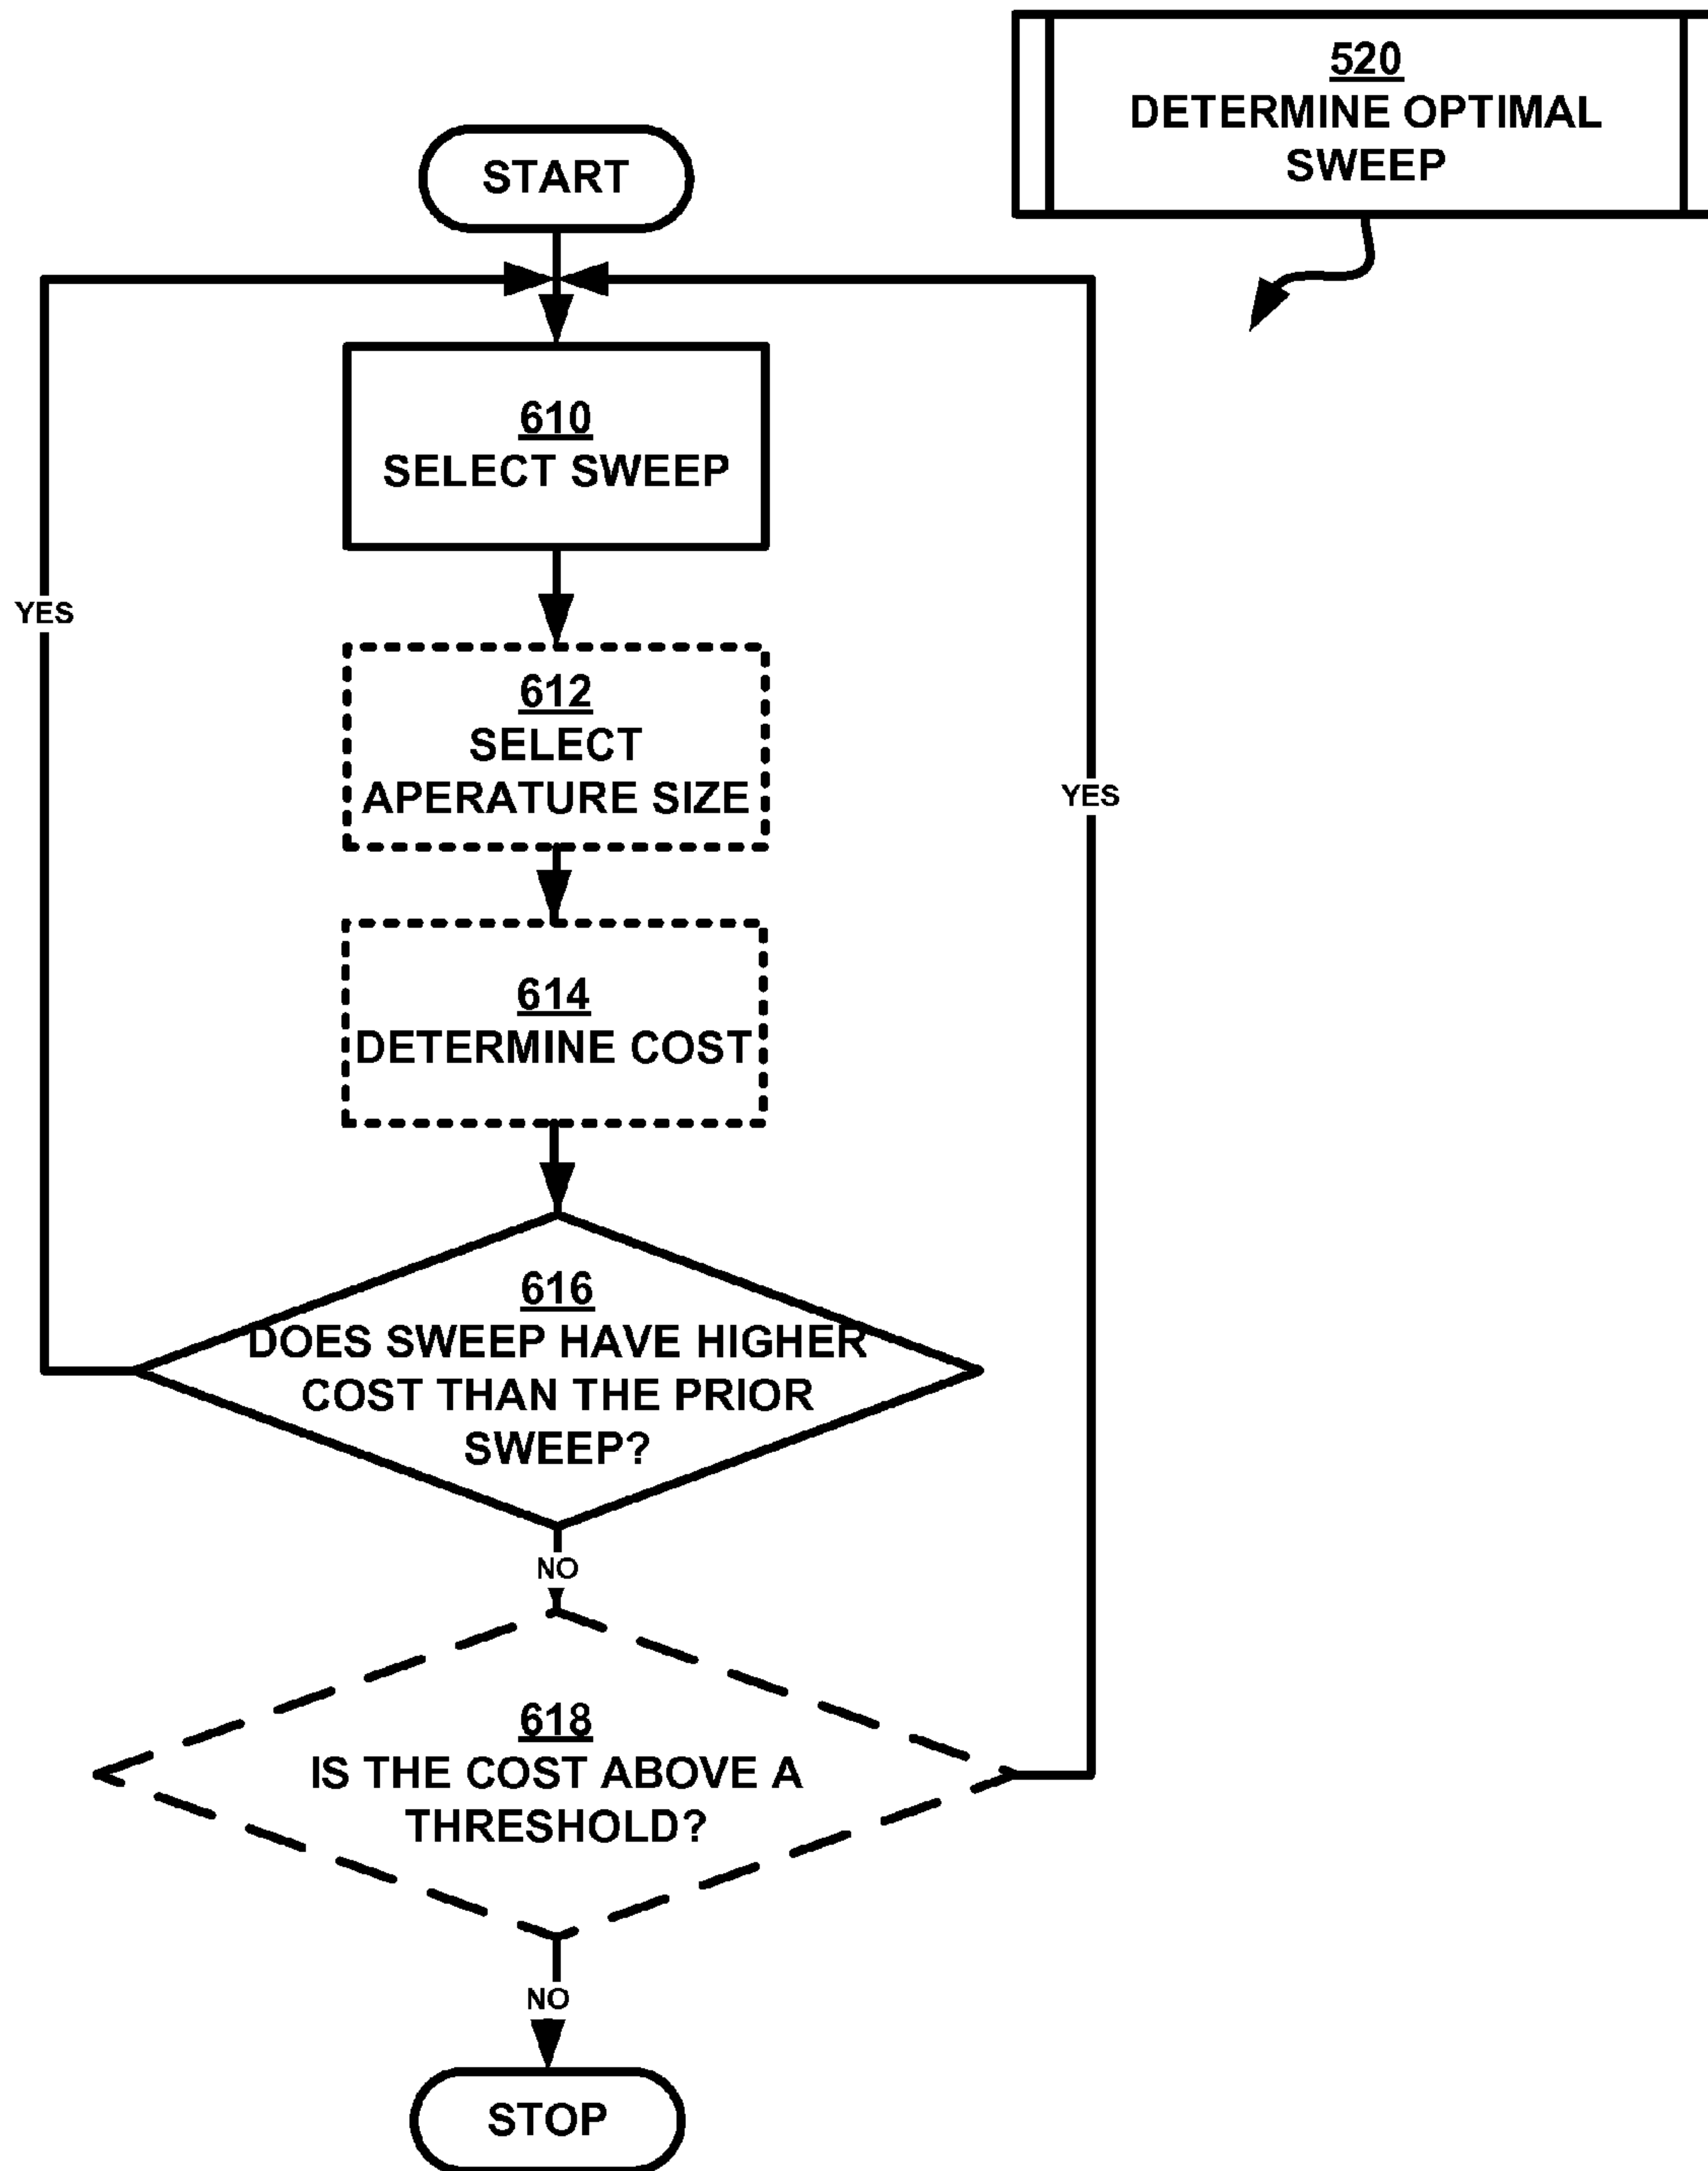 520
DETERMINE OPTIMAL
SWEEP
START
610
SELECT SWEEP
YES
612
SELECT
APERATURE SIZE
YES
614
DETERMINE COST
616
DOES SWEEP HAVE HIGHER
COST THAN THE PRIOR
SWEEP?
NO
618
IS THE COST ABOVE A
THRESHOLD?
NO
STOP